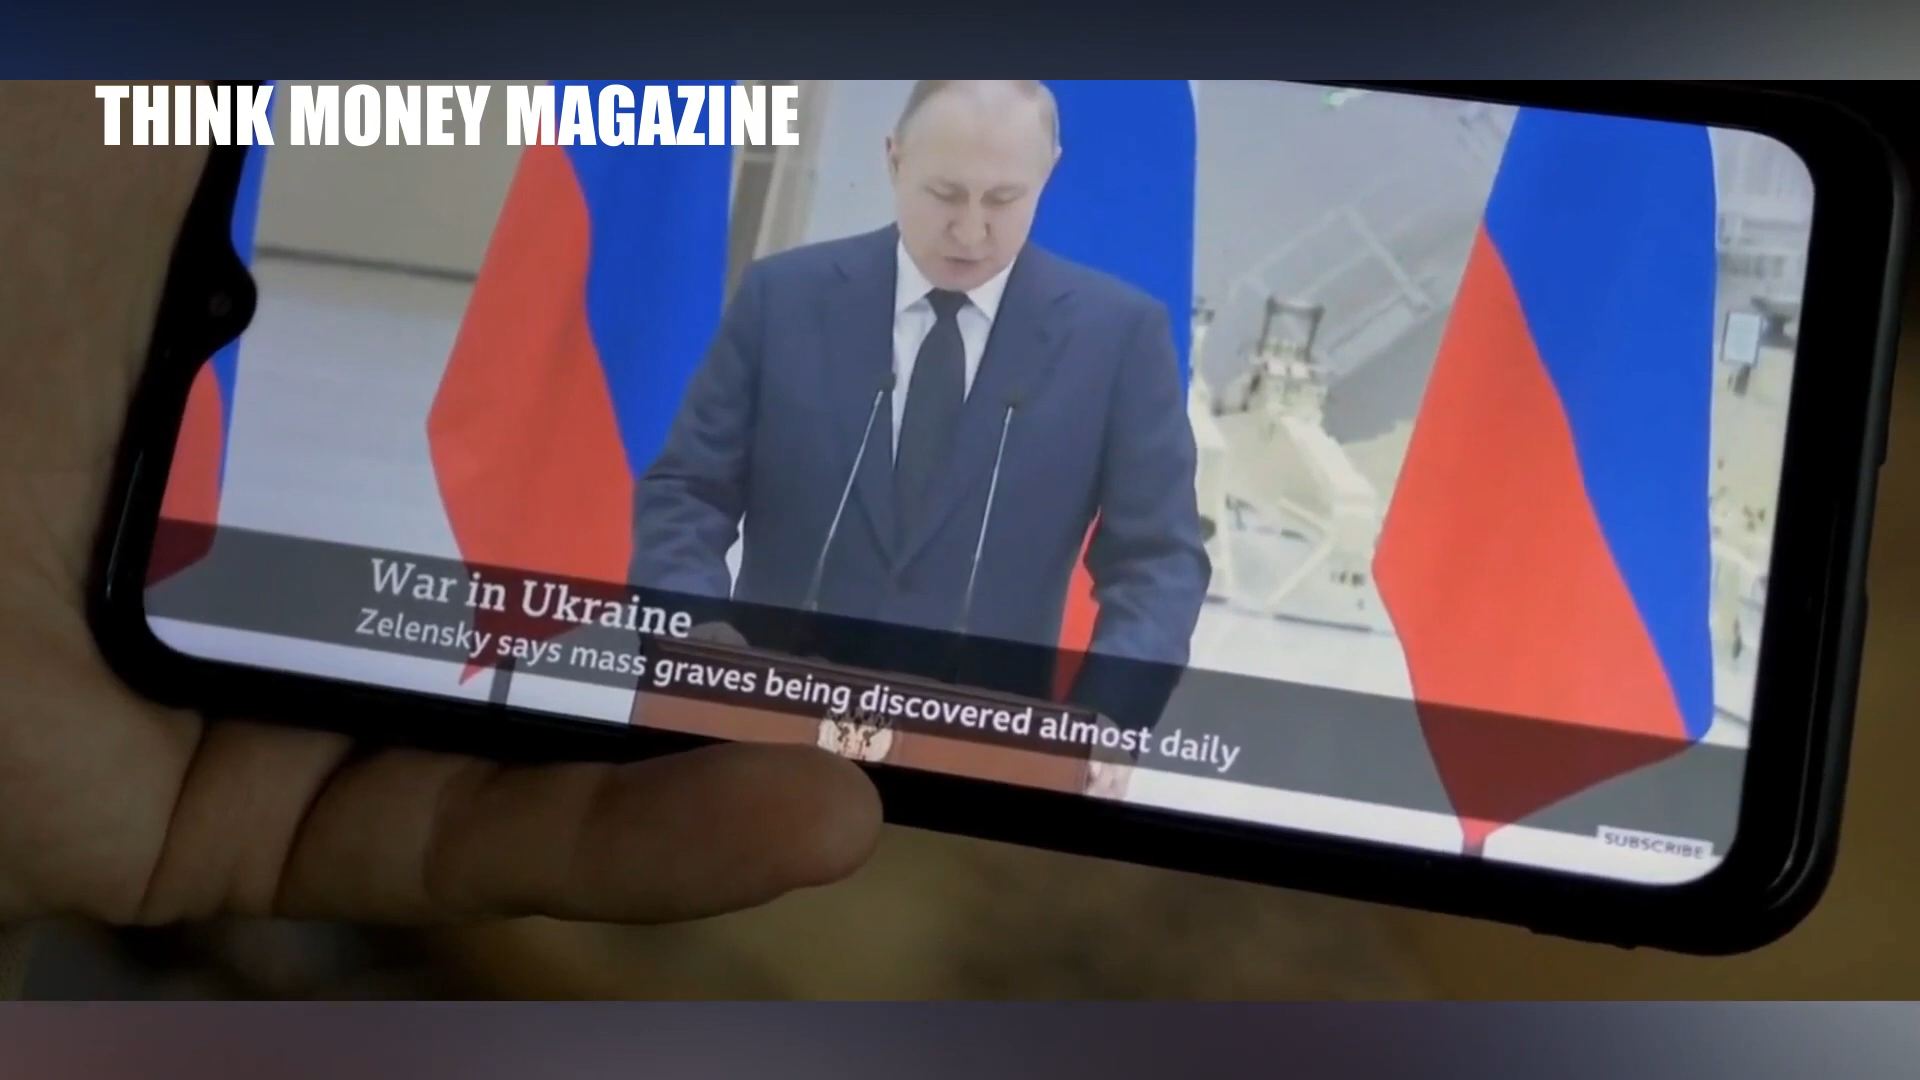 THINK MONEY MAGAZINE
War in Ukraine
Zelensky says mass graves being discovered almost daily
SUBSCRIBE